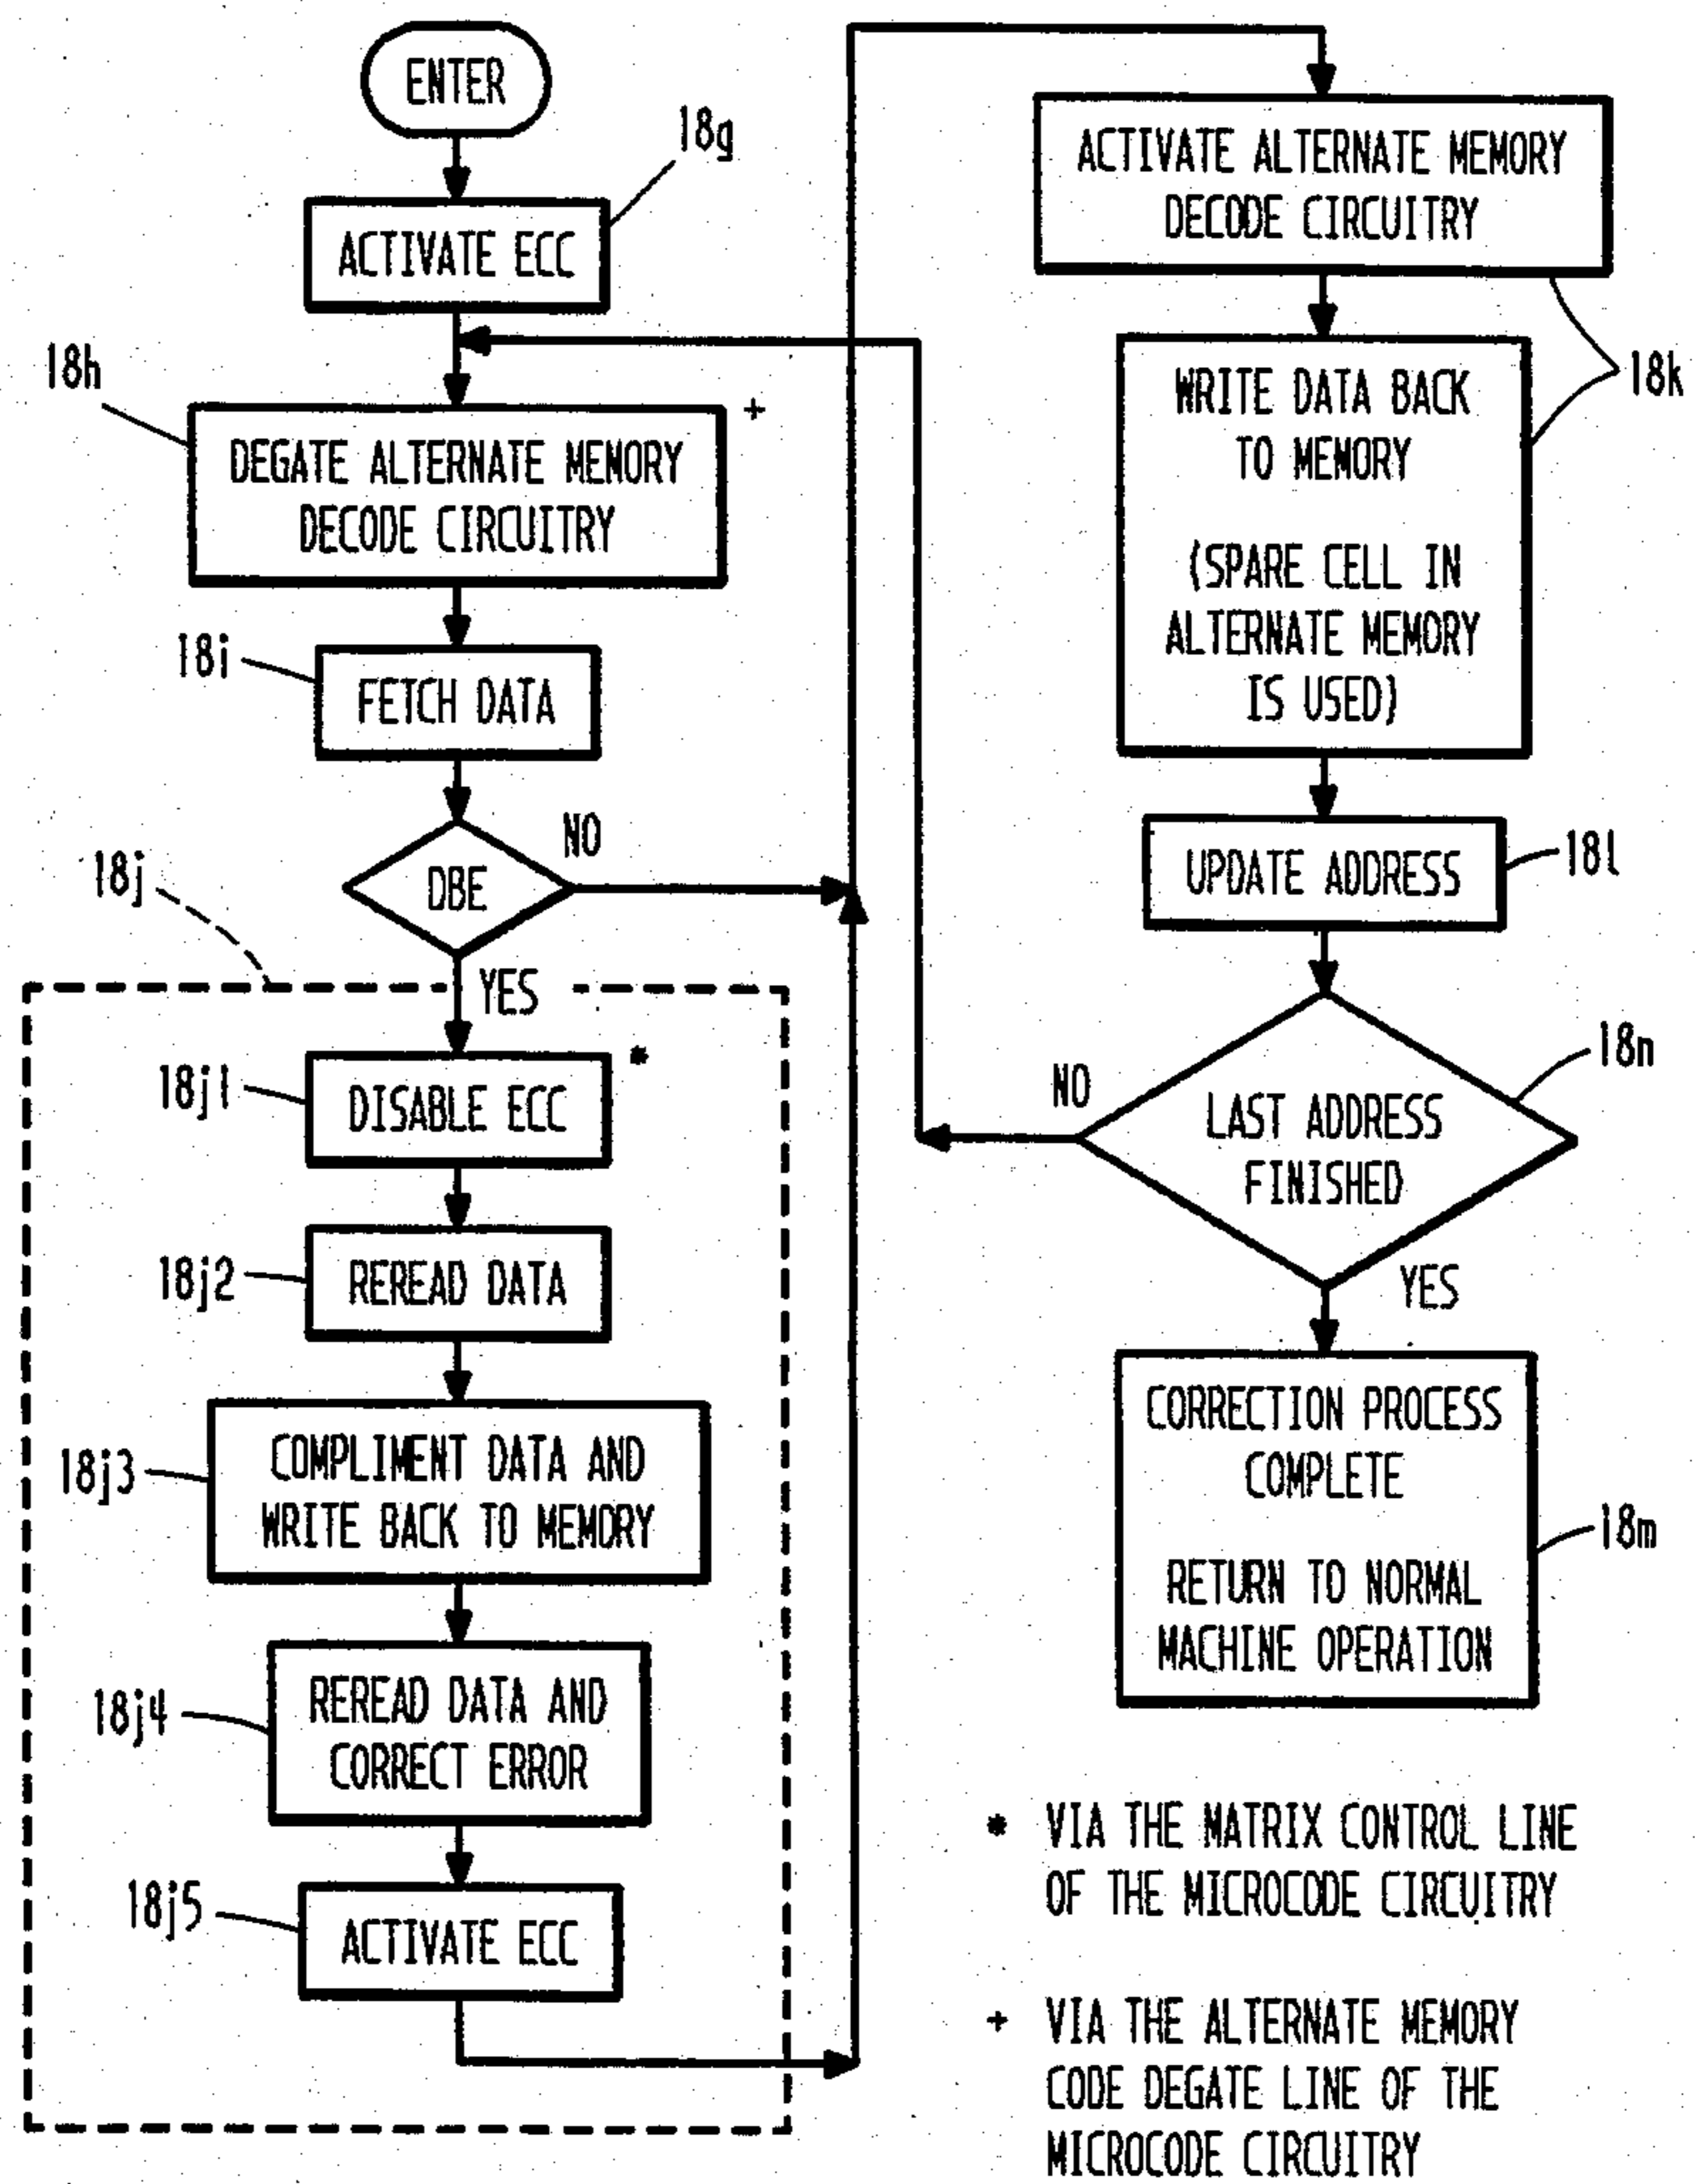 ENTER
18g
ACTIVATE ECC
18h
+
DEGATE ALTERNATE MEMORY
DECODE CIRCUITRY
18i
FETCH DATA
NO
DBE
18j
YES
*
18j1
DISABLE ECC
18j2
REREAD DATA
18j3
COMPLIMENT DATA AND
WRITE BACK TO MEMORY
18j4
REREAD DATA AND
CORRECT ERROR
18j5
ACTIVATE ECC
ACTIVATE ALTERNATE MEMORY
DECODE CIRCUITRY
18k
WRITE DATA BACK
TO MEMORY
(SPARE CELL IN
ALTERNATE MEMORY
IS USED)
UPDATE ADDRESS
18l
18n
NO
LAST ADDRESS
FINISHED
YES
CORRECTION PROCESS
COMPLETE
RETURN TO NORMAL
MACHINE OPERATION
18m
* VIA THE MATRIX CONTROL LINE
OF THE MICROCODE CIRCUITRY
+ VIA THE ALTERNATE MEMORY
CODE DEGATE LINE OF THE
MICROCODE CIRCUITRY